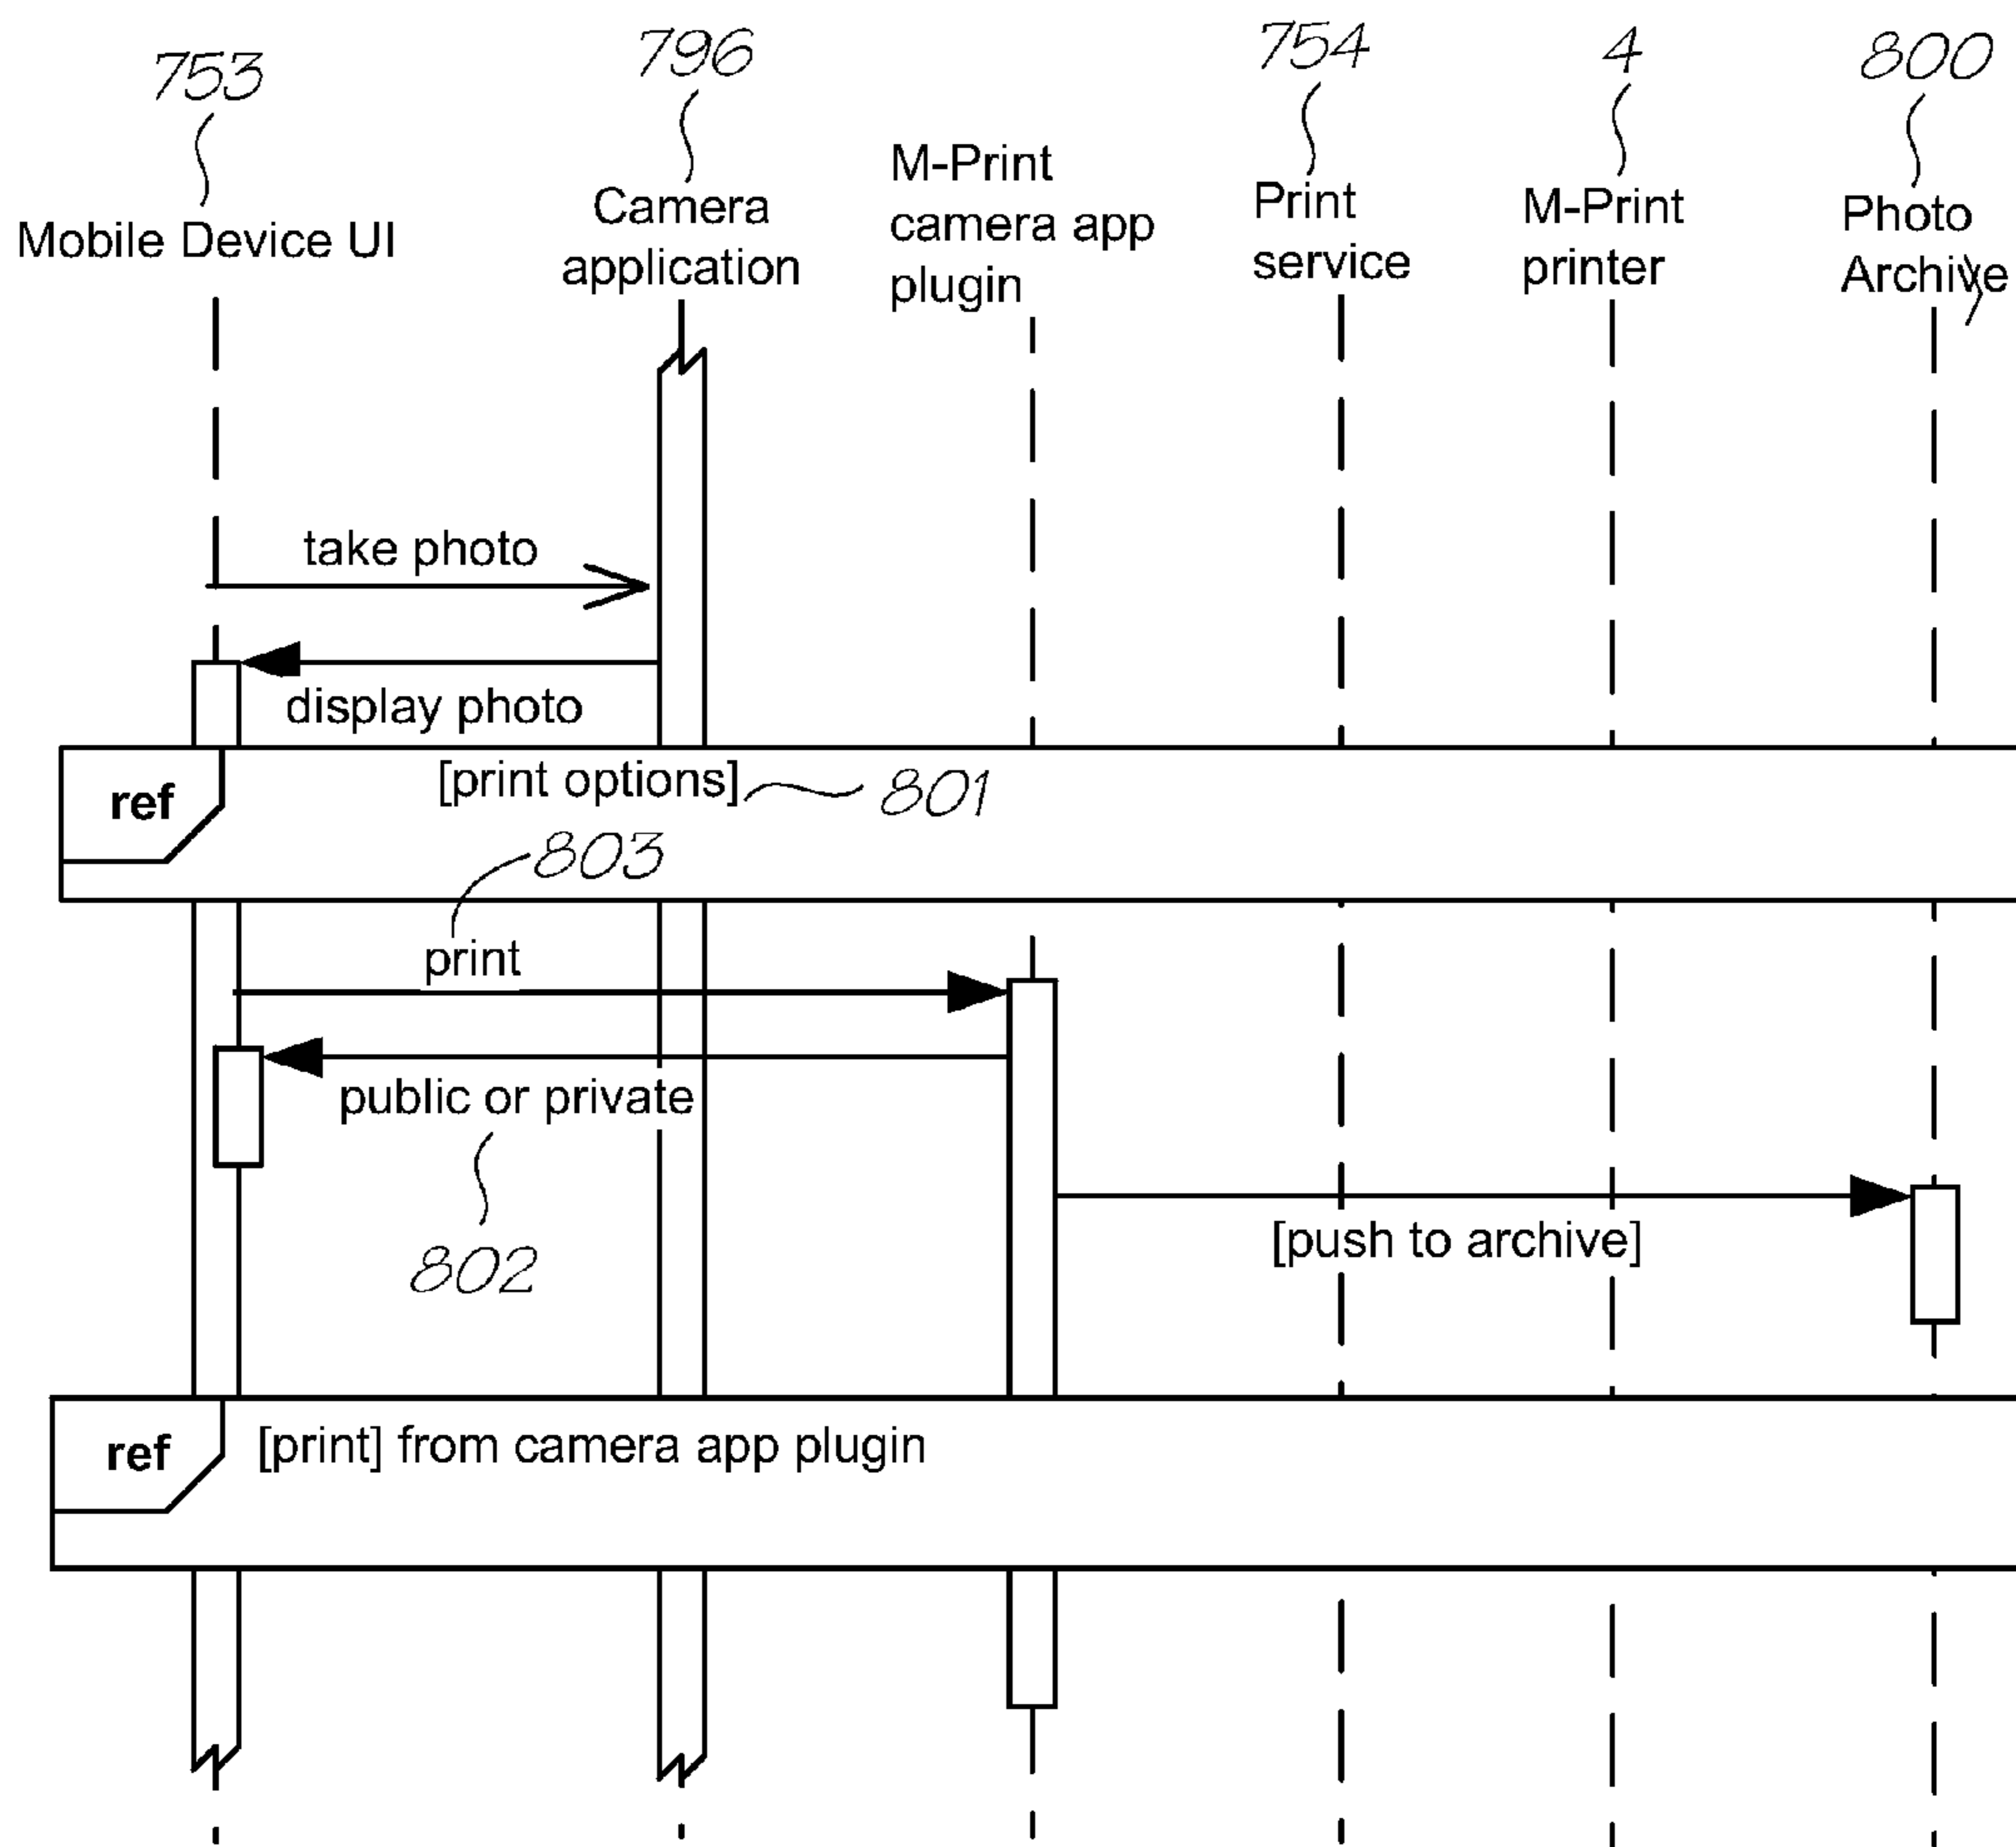 753
796
754
4
800
Mobile Device UI
Camera
application
M-Print
camera app
plugin
Print
service
M-Print
printer
Photo
Archive
take photo
display photo
ref
[print options]
801
803
print
public or private
802
[push to archive]
ref
[print] from camera app plugin